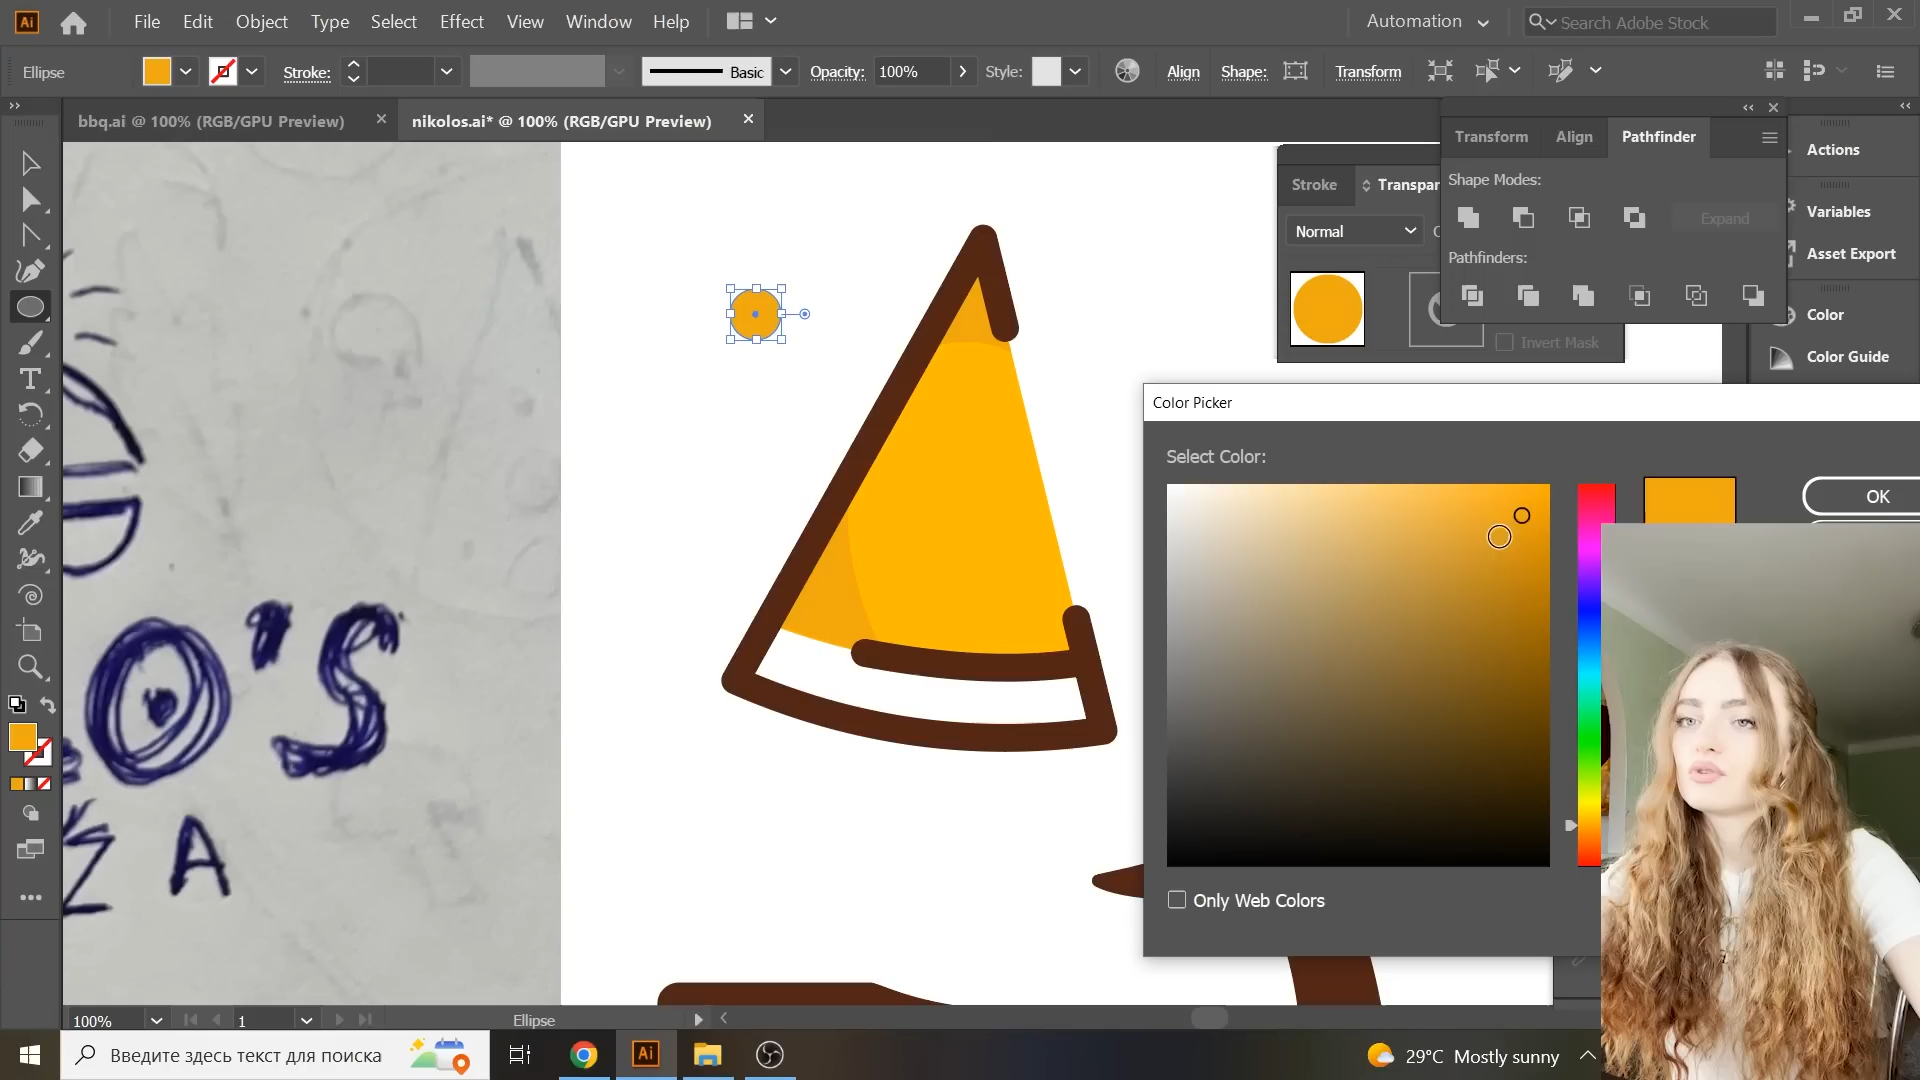 Ai File Edit Object Type Select Effect View Window Help Automation Search Adobe Stock
Ellipse Stroke: Basic Opacity: 100% Style: Align Shape: Transform
bbq.ai @ 100% (RGB/GPU Preview) nikolos.ai* @ 100% (RGB/GPU Preview)
Transform Align Pathfinder
Actions
Shape Modes:
Stroke Transpar
Variables
Expand
Normal
Asset Export
Pathfinders:
Color
Invert Mask
Color Guide
Color Picker
Select Color:
OK
O'S
ZA
Only Web Colors
100% 1 Ellipse
Введите здесь текст для поиска Ai 29°C Mostly sunny